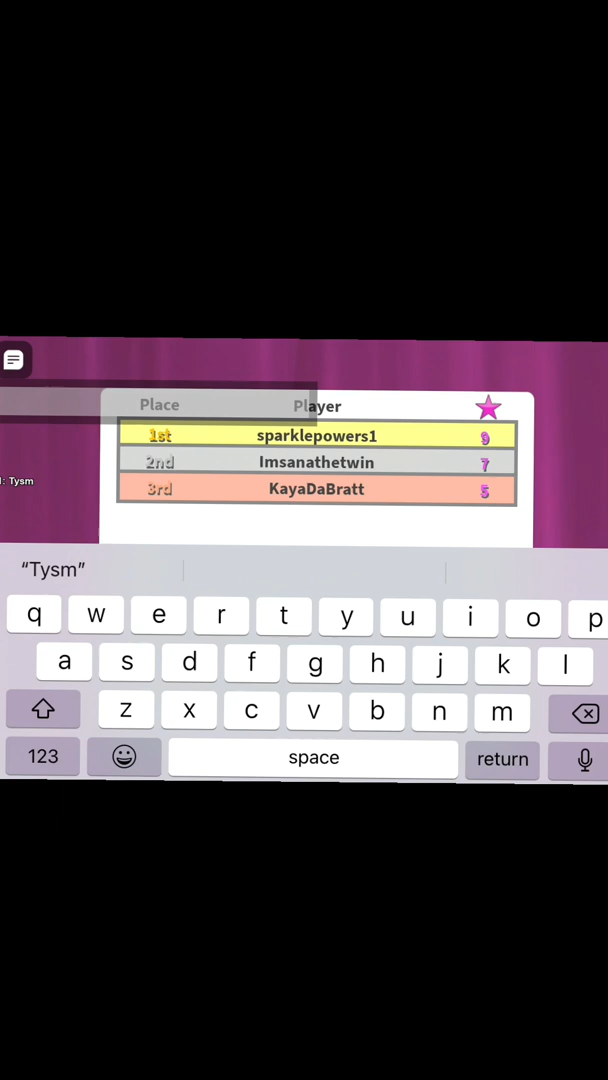 Place Player
1st sparklepowers1 9
2nd Imsanathetwin 7
: Tysm
3rd KayaDaBratt 5
“Tysm”
q w e r t y u i o p
a s d f g h j k l
z x c v b n m
123 space return